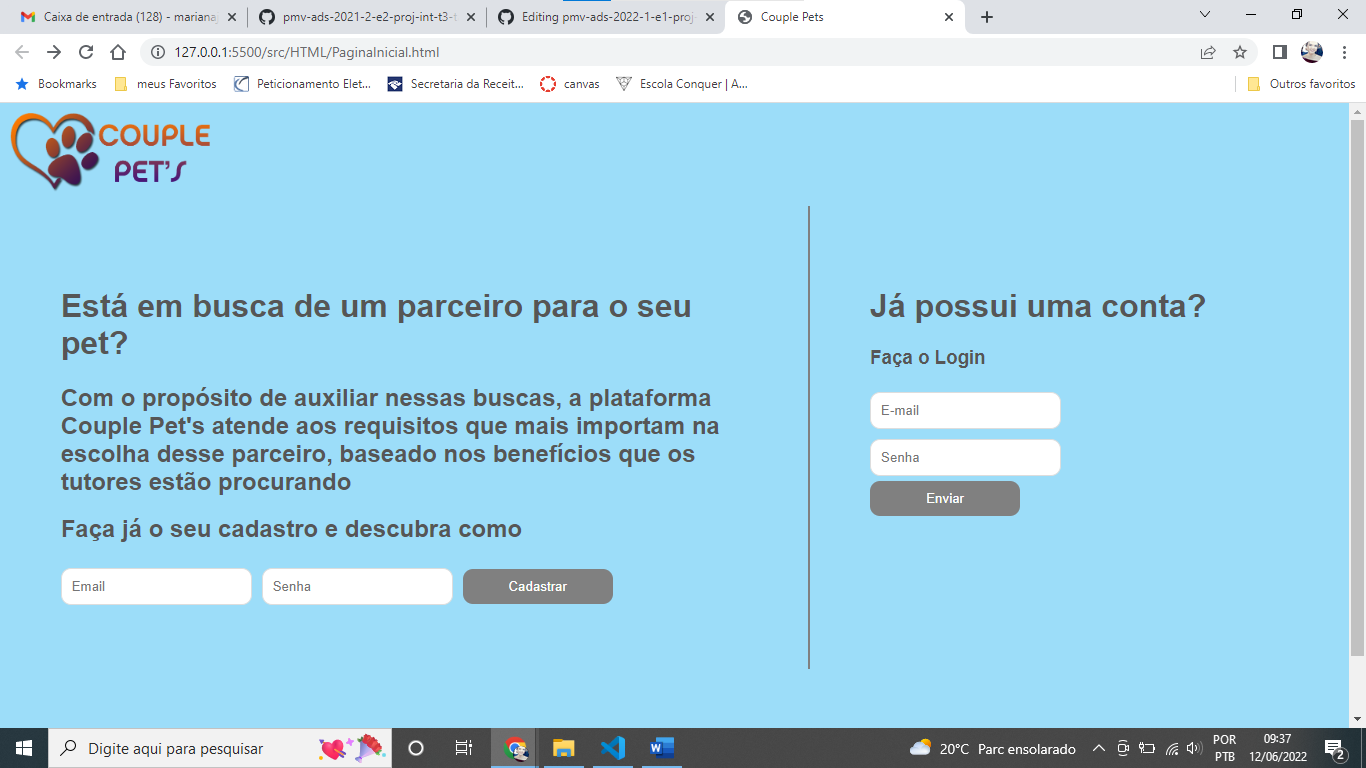 Caixa de entrada (128) - mariana
pmv-ads-2021-2-e2-proj-int-t3-t
Editing pmv-ads-2022-1-e1-proj-
Couple Pets
127.0.0.1:5500/src/HTML/PaginaInicial.html
Bookmarks
meus Favoritos
Peticionamento Elet...
Secretaria da Receit...
canvas
Escola Conquer | A...
Outros favoritos
COUPLE
PET'S
Está em busca de um parceiro para o seu
pet?
Com o propósito de auxiliar nessas buscas, a plataforma
Couple Pet's atende aos requisitos que mais importam na
escolha desse parceiro, baseado nos benefícios que os
tutores estão procurando
Faça já o seu cadastro e descubra como
Email
Senha
Cadastrar
Já possui uma conta?
Faça o Login
E-mail
Senha
Enviar
Digite aqui para pesquisar
20°C Parc ensolarado
POR
PTB
09:37
12/06/2022
2